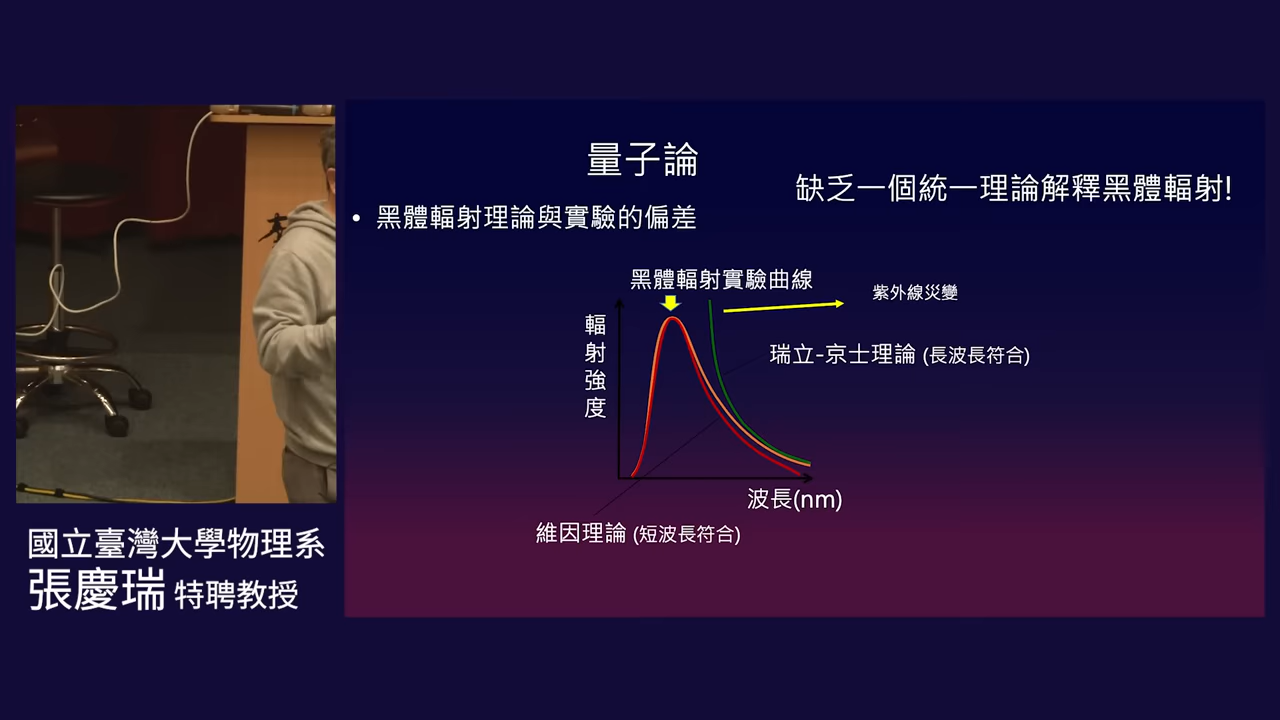 量子論
缺乏一個統一理論解釋黑體輻射!
• 黑體輻射理論與實驗的偏差
黑體輻射實驗曲線
紫外線災變
輻射強度
瑞立-京士理論 (長波長符合)
波長(nm)
維因理論 (短波長符合)
國立臺灣大學物理系
張慶瑞 特聘教授